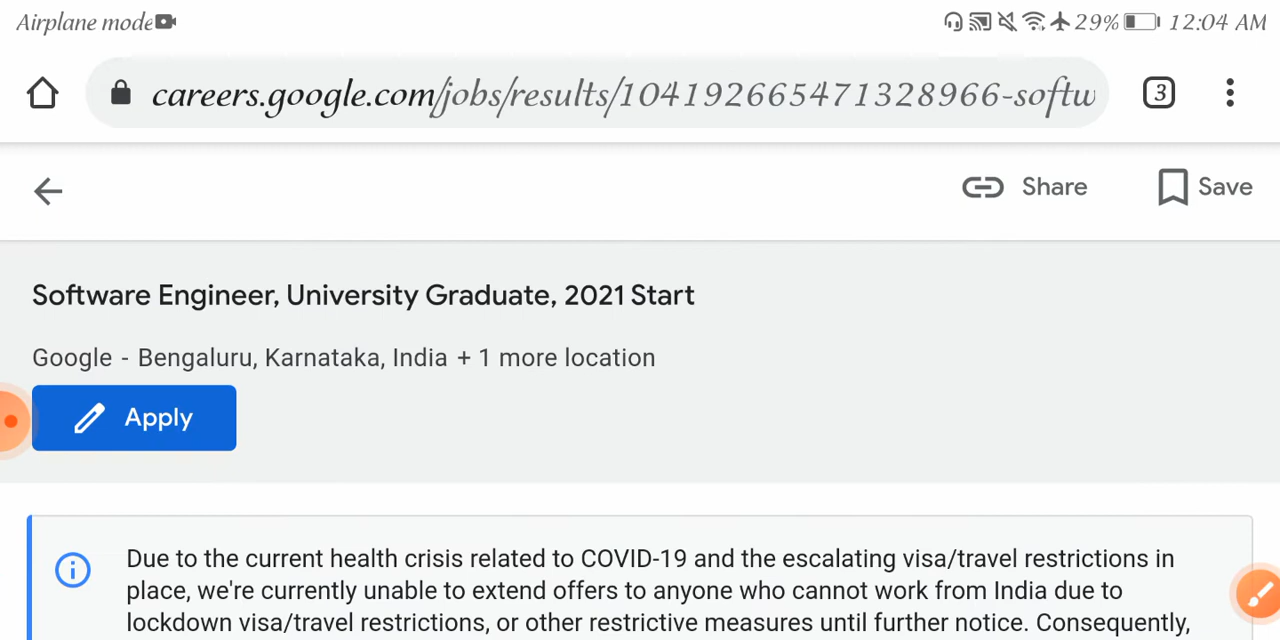 Airplane mode 29% 12:04 AM
careers.google.com/jobs/results/104192665471328966-softw 3
Share Save
Software Engineer, University Graduate, 2021 Start
Google - Bengaluru, Karnataka, India + 1 more location
Apply
Due to the current health crisis related to COVID-19 and the escalating visa/travel restrictions in
place, we're currently unable to extend offers to anyone who cannot work from India due to
lockdown visa/travel restrictions, or other restrictive measures until further notice. Consequently,